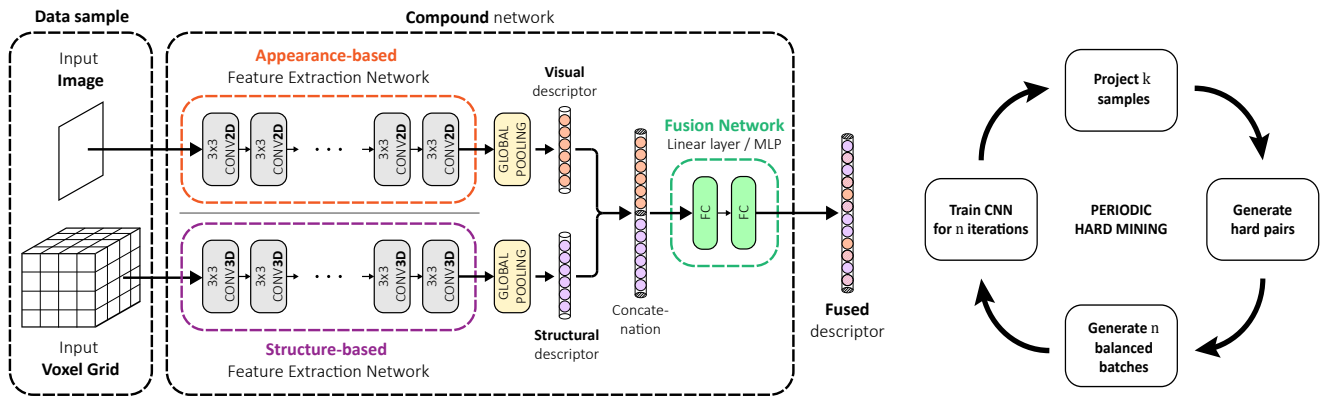 Data sample
Input
Image
Input
Voxel Grid
Compound network
Appearance-based
Feature Extraction Network
3x3
CONV2D
3x3
CONV2D
. . .
3x3
CONV2D
3x3
CONV2D
GLOBAL
POOLING
Visual
descriptor
3x3
CONV3D
3x3
CONV3D
. . .
3x3
CONV3D
3x3
CONV3D
GLOBAL
POOLING
Structural
descriptor
Structure-based
Feature Extraction Network
Concate-
nation
Fusion Network
Linear layer / MLP
FC
FC
Fused
descriptor
Project k
samples
Generate
hard pairs
Generate n
balanced
batches
Train CNN
for n iterations
PERIODIC
HARD MINING